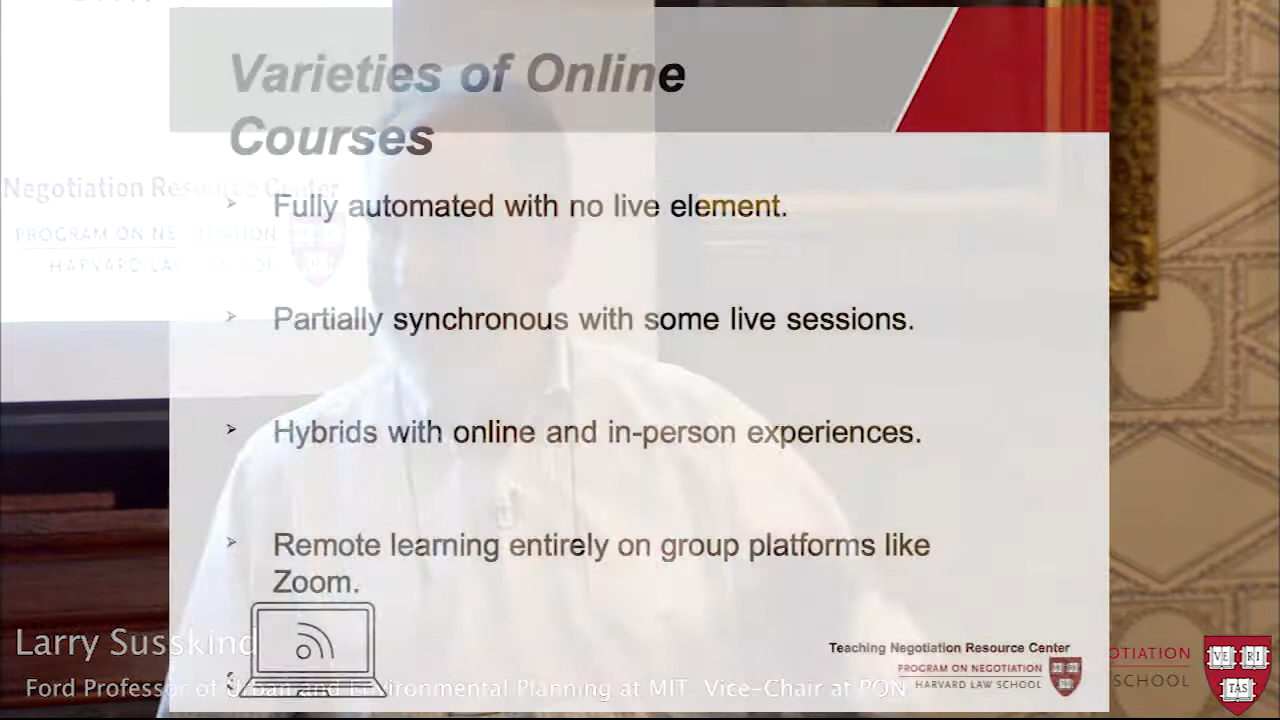 Varieties of Online
Courses
Negotiation Resource Center
PROGRAM ON NEGOTIATION
HARVARD LAW SCHOOL
➢ Fully automated with no live element.
➢ Partially synchronous with some live sessions.
➢ Hybrids with online and in-person experiences.
➢ Remote learning entirely on group platforms like
Zoom.
Larry Susskind
Ford Professor of Urban and Environmental Planning at MIT, Vice-Chair at PON
Teaching Negotiation Resource Center
PROGRAM ON NEGOTIATION
HARVARD LAW SCHOOL
OTIATION
SCHOOL
VE RI
TAS